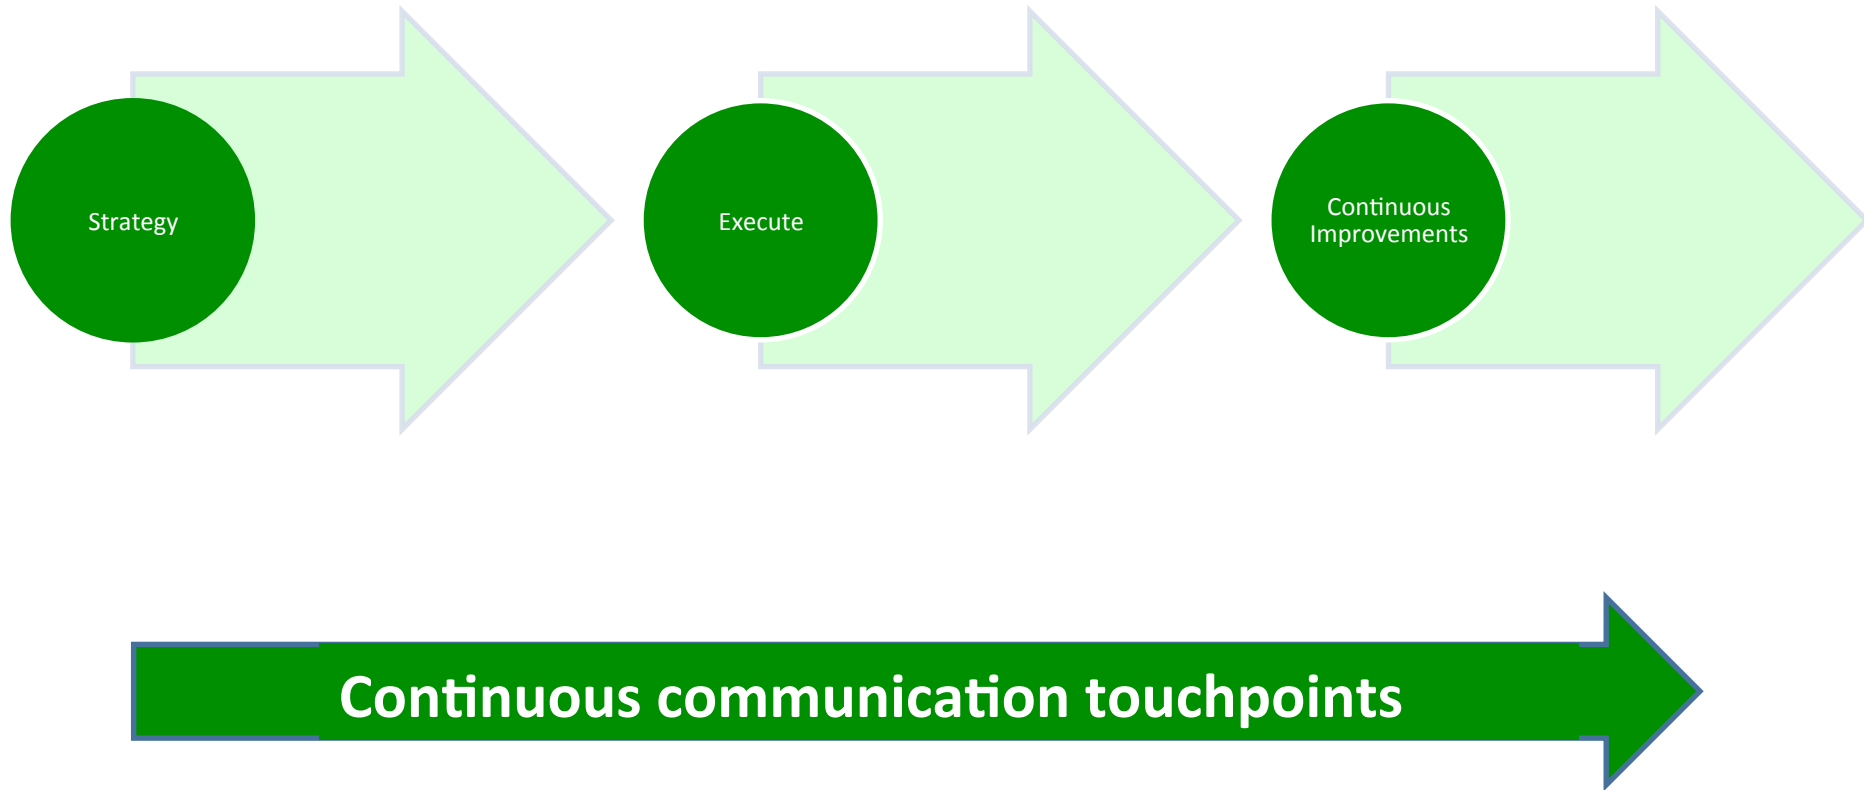 Strategy
Execute
Continuous
Improvements
Continuous communication touchpoints